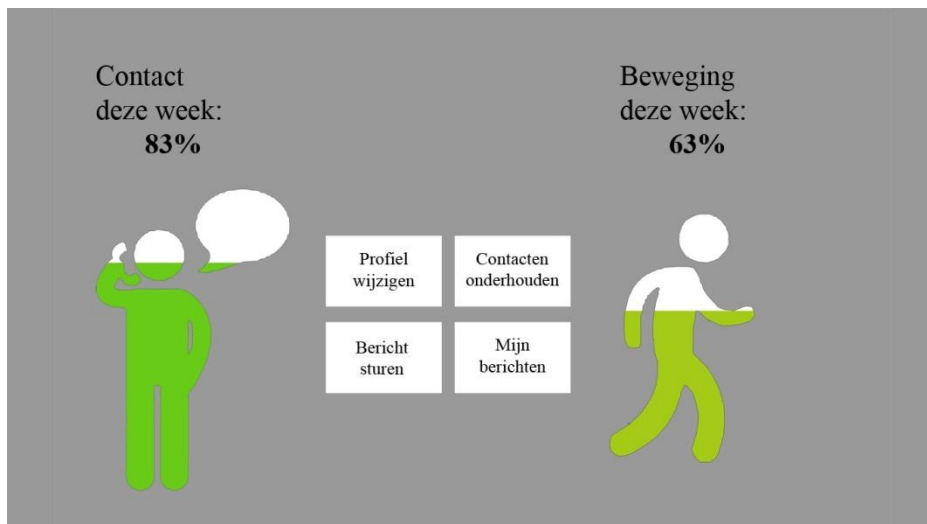 Contact
deze week:
83%
Beweging
deze week:
63%
Profiel
wijzigen
Contacten
onderhouden
Bericht
sturen
Mijn
berichten